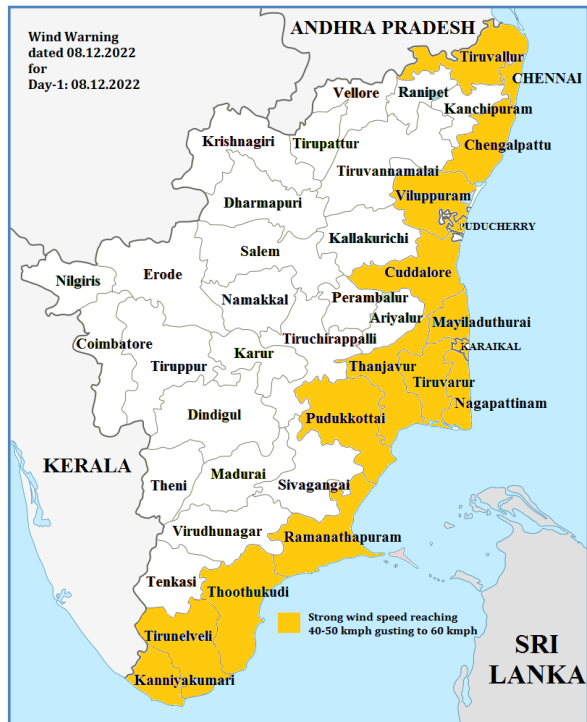 ANDHRA PRADESH
Wind Warning
dated 08.12.2022
for
Day-1: 08.12.2022
Tiruvallur
CHENNAI
Vellore
Ranipet
Kanchipuram
Krishnagiri
Tirupattur
Chengalpattu
Tiruvannamalai
Viluppuram
Dharmapuri
PUDUCHERRY
Kallakurichi
Salem
Cuddalore
Nilgiris
Erode
Namakkal
Perambalur
Ariyalur
Mayiladuthurai
Coimbatore
Tiruchirappalli
KARAIKAL
Karur
Tiruppur
Thanjavur
Tiruvarur
Nagapattinam
Dindigul
Pudukkottai
KERALA
Madurai
Theni
Sivagangai
Virudhunagar
Ramanathapuram
Tenkasi
Thoothukudi
Strong wind speed reaching
40-50 kmph gusting to 60 kmph
Tirunelveli
SRI
LANKA
Kanniyakumari